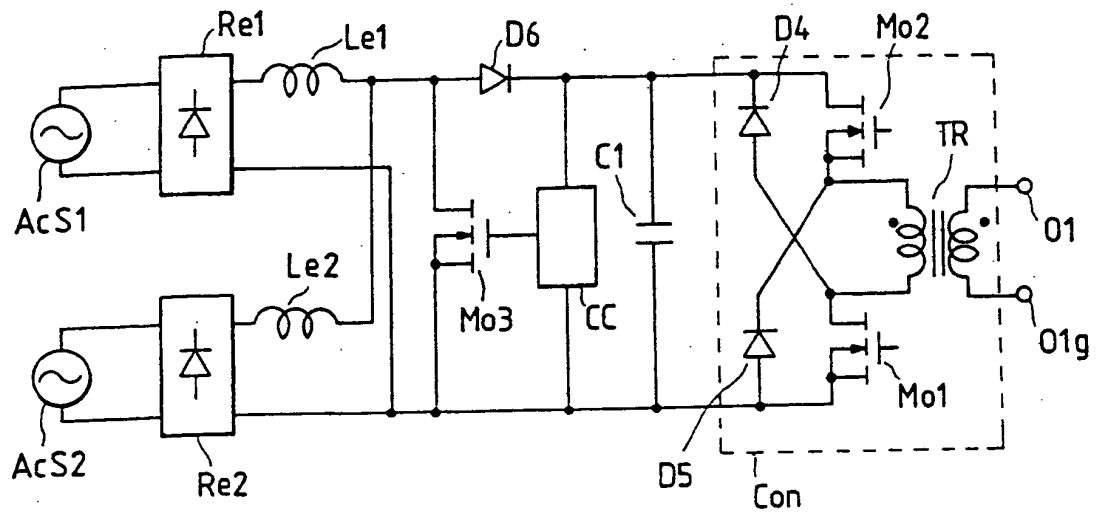 Re1
Le1
D6
D4
Mo2
TR
C1
AcS1
O1
Le2
Mo3
CC
O1g
Mo1
AcS2
Re2
D5
Con